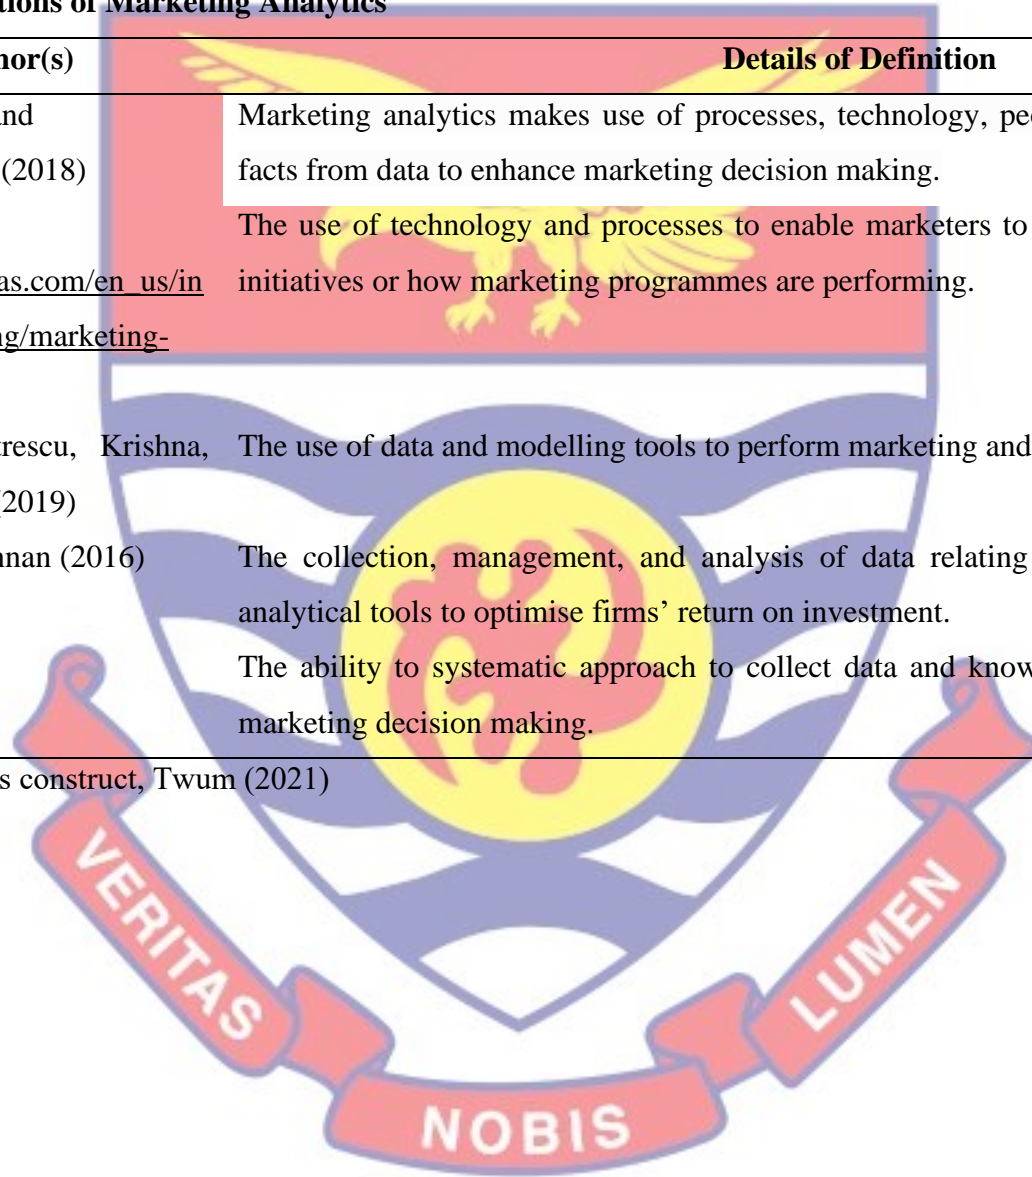 tions of Marketing Analytics
hor(s) Details of Definition
and Marketing analytics makes use of processes, technology, peo
(2018) facts from data to enhance marketing decision making.
The use of technology and processes to enable marketers to
as.com/en_us/in initiatives or how marketing programmes are performing.
ng/marketing-
trescu, Krishna, The use of data and modelling tools to perform marketing and
(2019)
nnan (2016) The collection, management, and analysis of data relating
analytical tools to optimise firms’ return on investment.
The ability to systematic approach to collect data and know
marketing decision making.
s construct, Twum (2021)
VERITAS
NOBIS
LUMEN